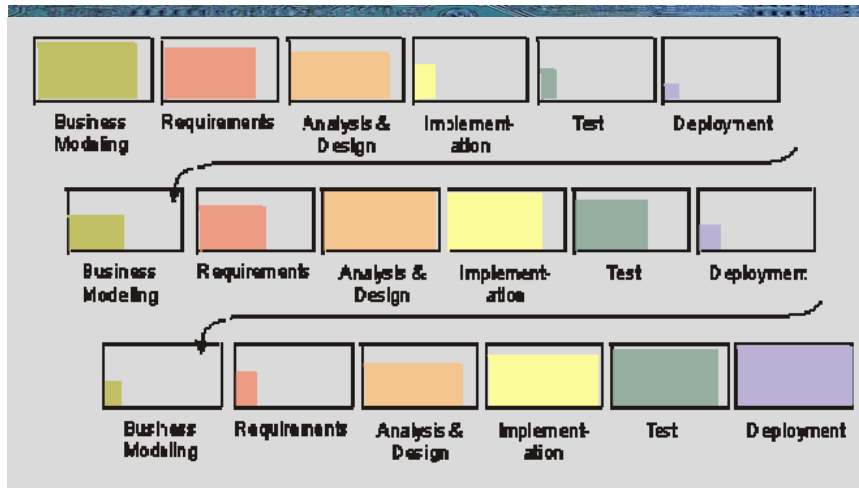 Business
Modeling
Requirements
Analysis &
Design
Implement-
ation
Test
Deployment
Business
Modeling
Requirements
Analysis &
Design
Implement-
ation
Test
Deployment
Business
Modeling
Requirements
Analysis &
Design
Implement-
ation
Test
Deployment